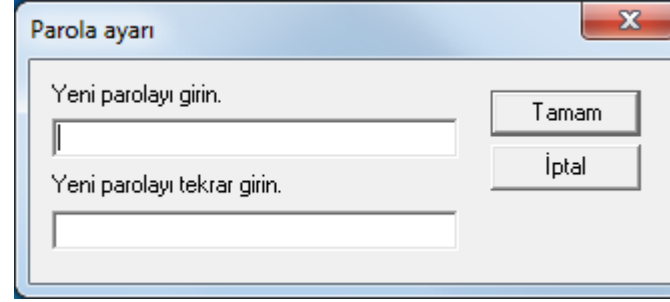 Parola ayarı
Yeni parolayı girin.
Tamam
İptal
Yeni parolayı tekrar girin.